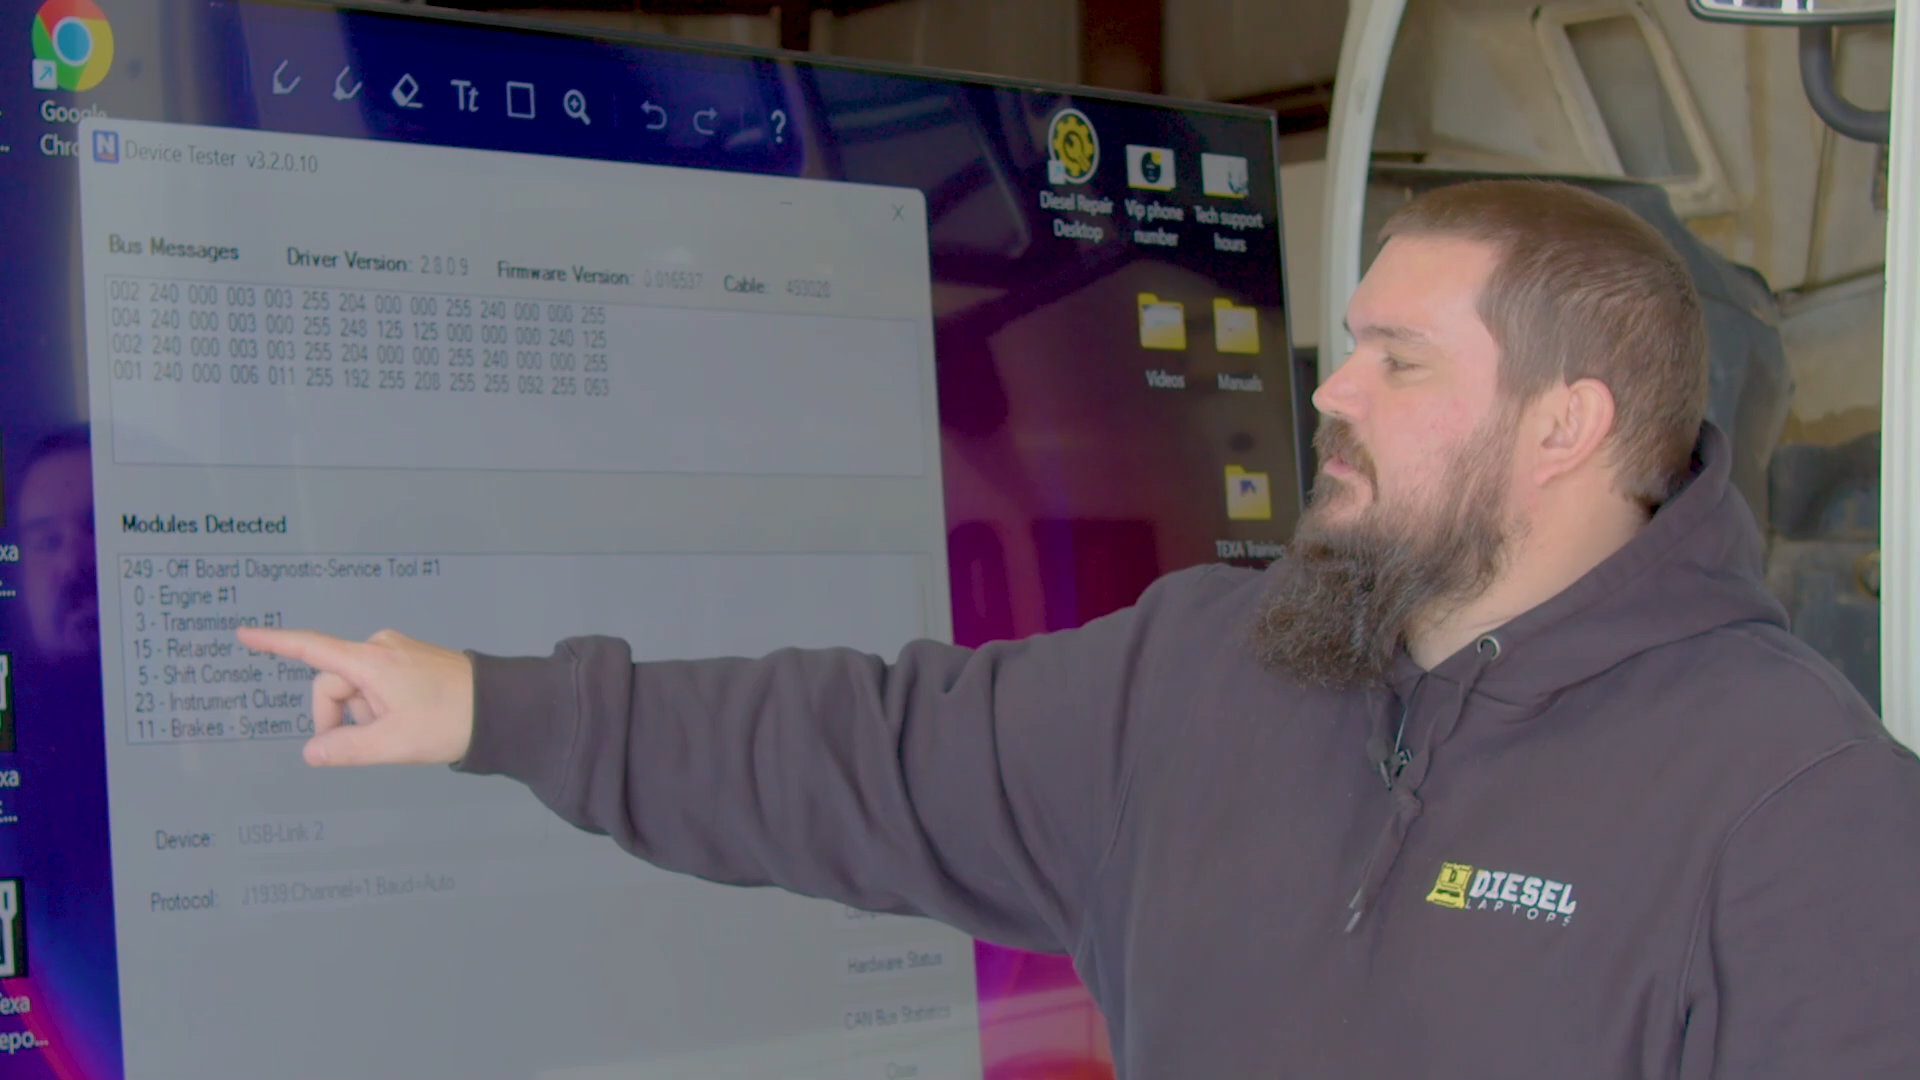 Google
Tt
?
Device Tester v3.2.0.10
X
Diesel Repair
Desktop
Vip phone
number
Tech support
hours
Bus Messages Driver Version: 2.8.0.9 Firmware Version: 0.016537 Cable:
002 240 000 003 003 255 204 000 000 255 240 000 000 255
004 240 000 003 000 255 248 125 125 000 000 000 240 125
002 240 000 003 003 255 204 000 000 255 240 000 000 255
001 240 000 006 011 255 192 255 208 255 255 092 255 063
Videos
Manuals
Modules Detected
249 - Off Board Diagnostic-Service Tool #1
0 - Engine #1
3 - Transmission #1
15 - Retarder -
5 - Shift Console -
23 - Instrument Cluster
11 - Brakes - System
TEXA
Device: USB-Link 2
Protocol: J1939:Channel=1;Baud=Auto
Hardware Status
CAN Bus Statistics
Close
DIESEL
LAPTOPS